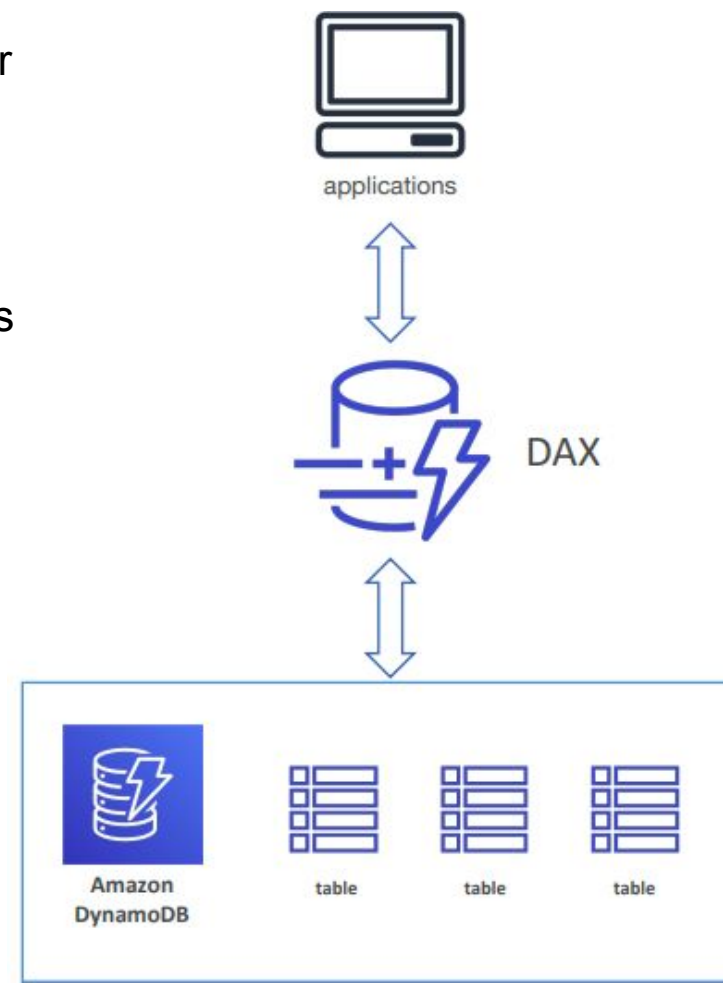 r
applications
s
DAX
Amazon
DynamoDB
table
table
table